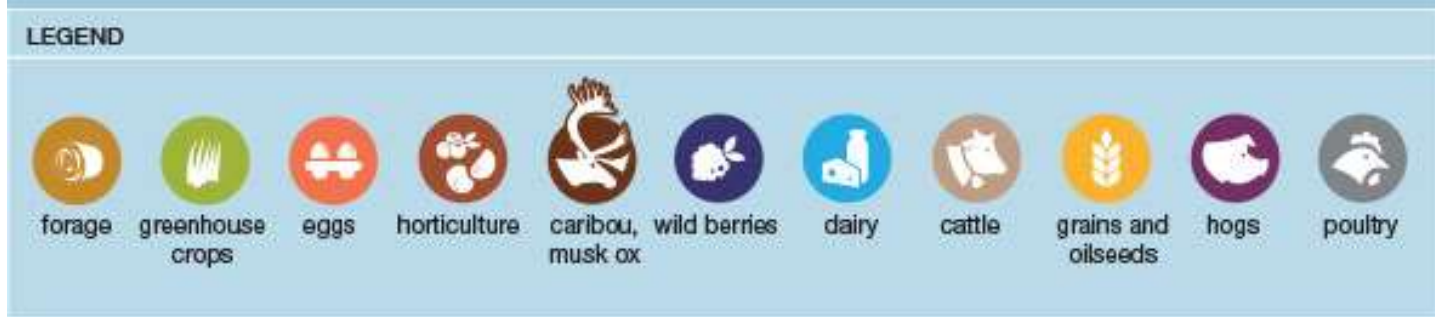 LEGEND
forage
greenhouse
crops
eggs
horticulture
caribou,
musk ox
wild berries
dairy
cattle
grains and
oilseeds
hogs
poultry